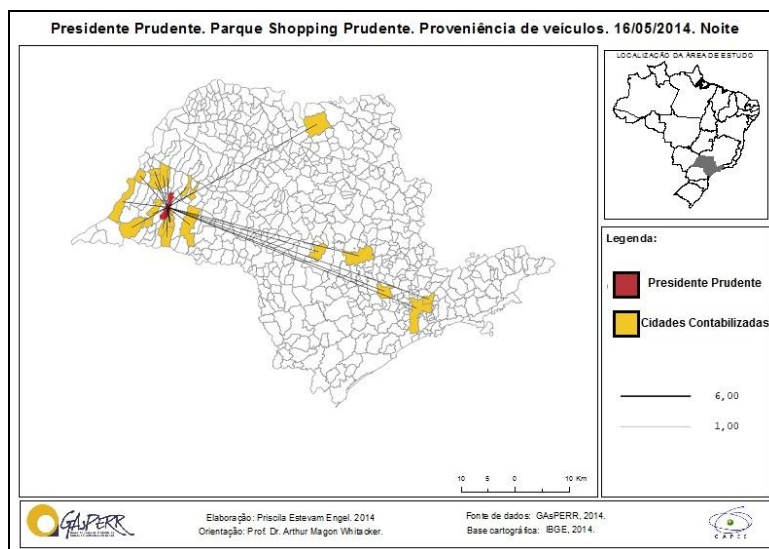 Presidente Prudente. Parque Shopping Prudente. Proveniência de veículos. 16/05/2014. Noite
LOCALIZAÇÃO DA ÁREA DE ESTUDO
Legenda:
Presidente Prudente
Cidades Contabilizadas
6,00
1,00
10 5 0 10 Km
GAsPERR
Elaboração: Priscila Estevam Engel. 2014
Orientação: Prof. Dr. Arthur Magon Whitacker.
Fonte de dados: GAsPERR, 2014.
Base cartográfica: IBGE, 2014.
CAPES